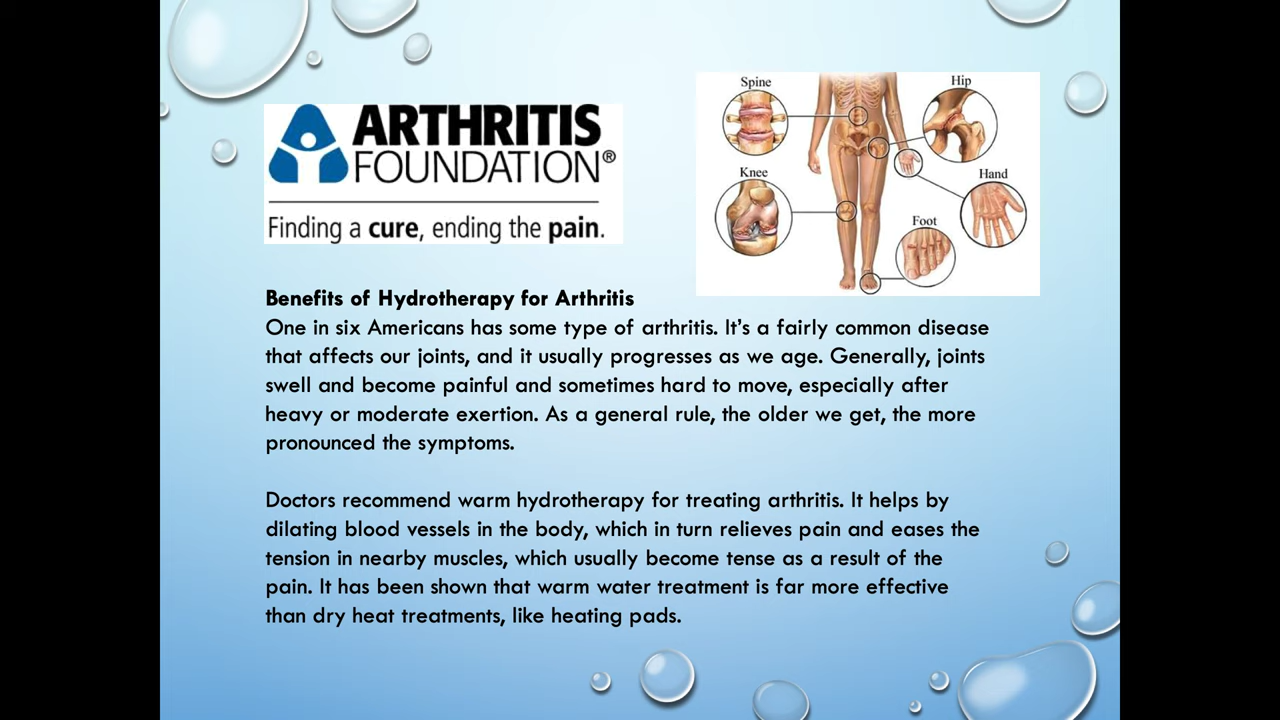 ARTHRITIS
FOUNDATION®
Finding a cure, ending the pain.
Spine
Hip
Knee
Hand
Foot
Benefits of Hydrotherapy for Arthritis
One in six Americans has some type of arthritis. It’s a fairly common disease
that affects our joints, and it usually progresses as we age. Generally, joints
swell and become painful and sometimes hard to move, especially after
heavy or moderate exertion. As a general rule, the older we get, the more
pronounced the symptoms.
Doctors recommend warm hydrotherapy for treating arthritis. It helps by
dilating blood vessels in the body, which in turn relieves pain and eases the
tension in nearby muscles, which usually become tense as a result of the
pain. It has been shown that warm water treatment is far more effective
than dry heat treatments, like heating pads.